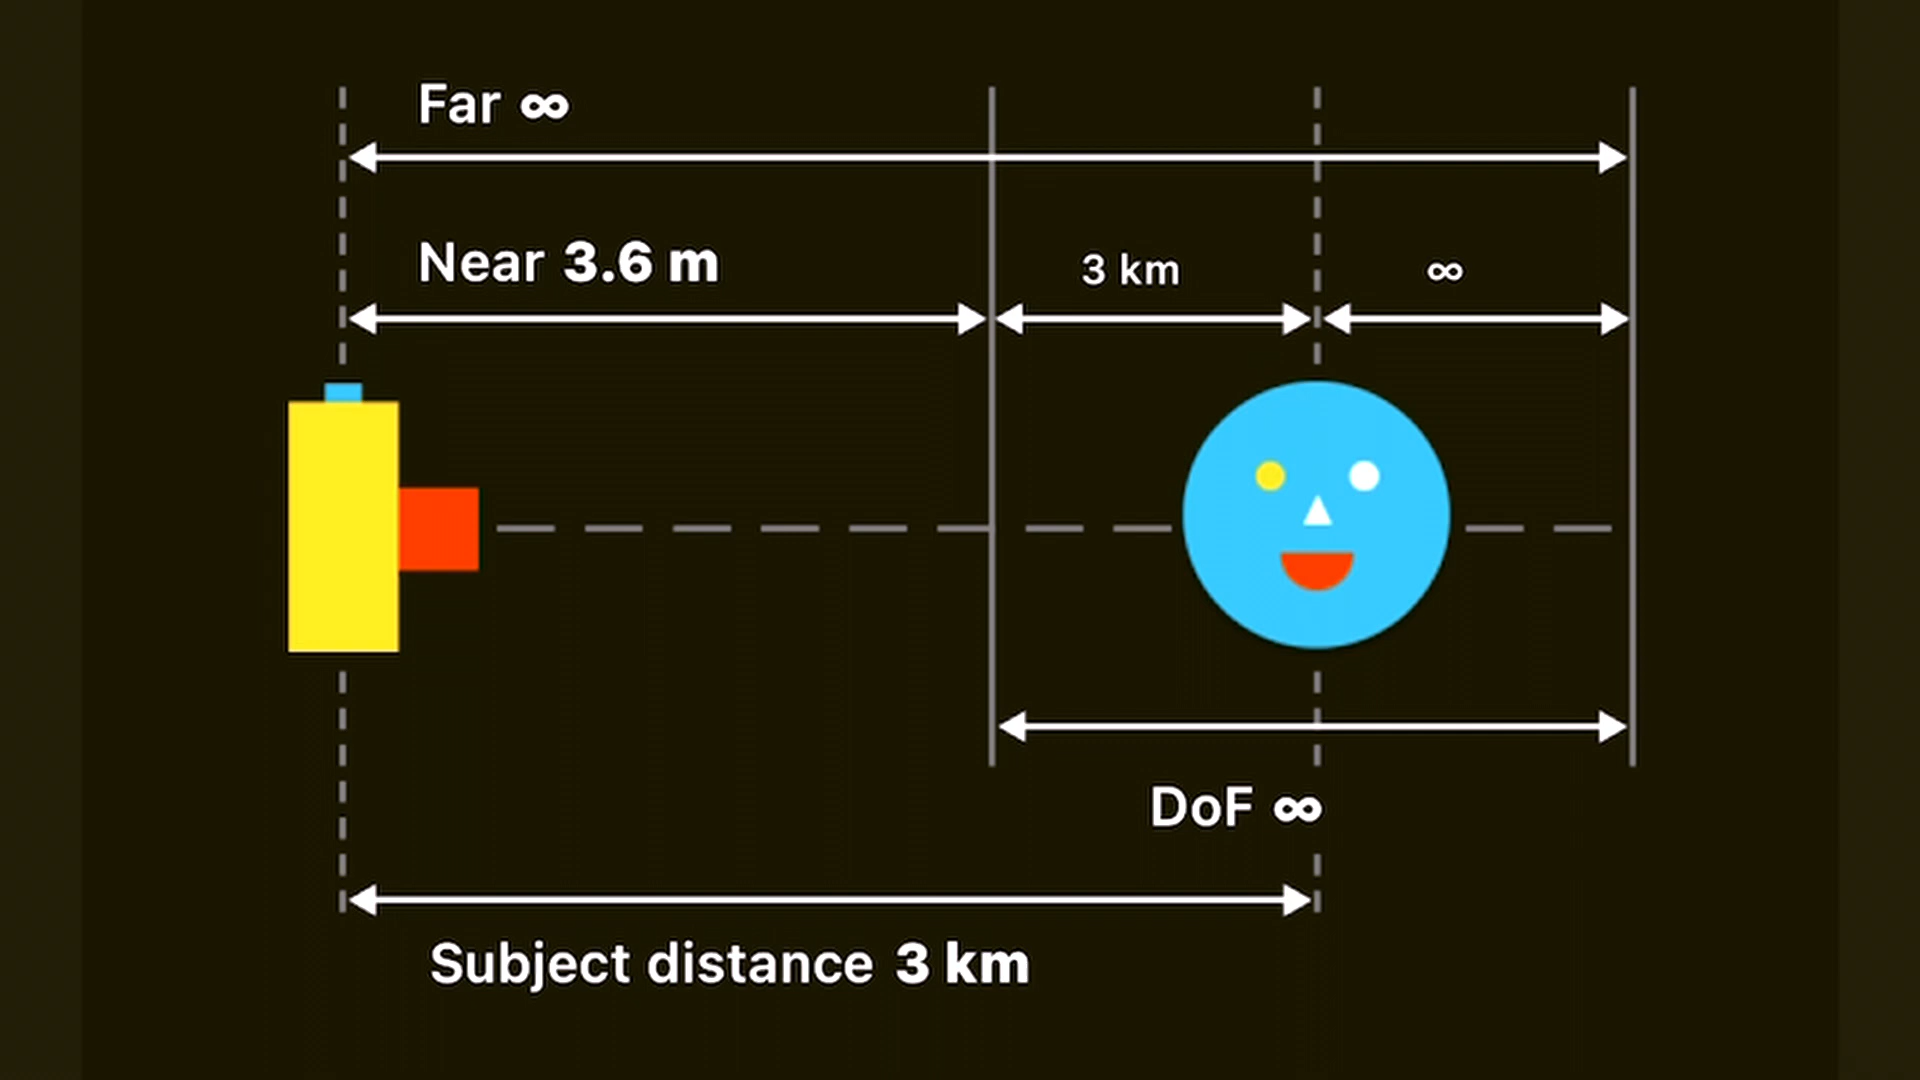 Far ∞
Near 3.6 m
3 km
∞
DoF ∞
Subject distance 3 km